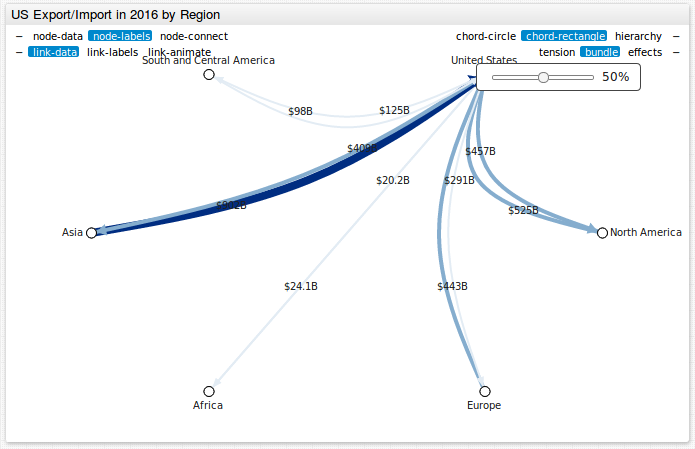 US Export/Import in 2016 by Region
– node-data node-labels node-connect
chord-circle chord-rectangle hierarchy –
– link-data link-labels link-animate
tension bundle effects –
South and Central America
United States
50%
$98B
$125B
$457B
$20.2B
$291B
$525B
Asia
North America
$24.1B
$443B
Africa
Europe